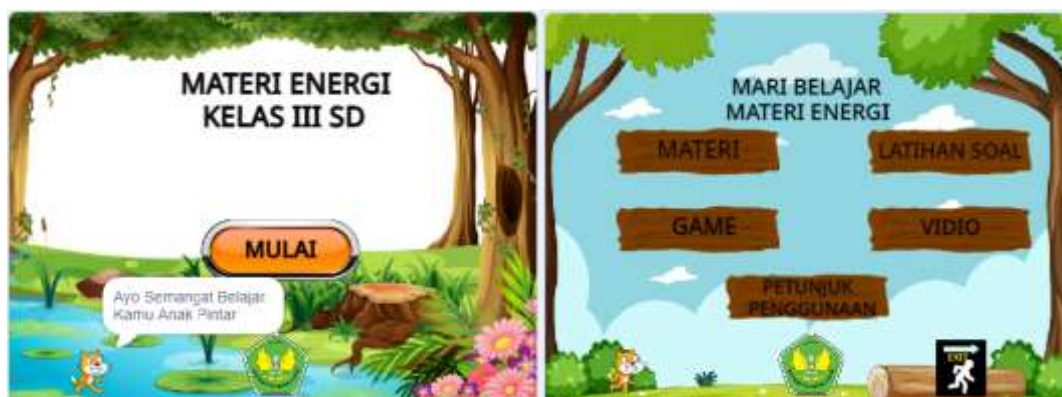 MATERI ENERGI
KELAS III SD
MULAI
Ayo Semangat Belajar
Kamu Anak Pintar
MARI BELAJAR
MATERI ENERGI
MATERI
LATIHAN SOAL
GAME
VIDIO
PETUNJUK
PENGGUNAAN
EXIT